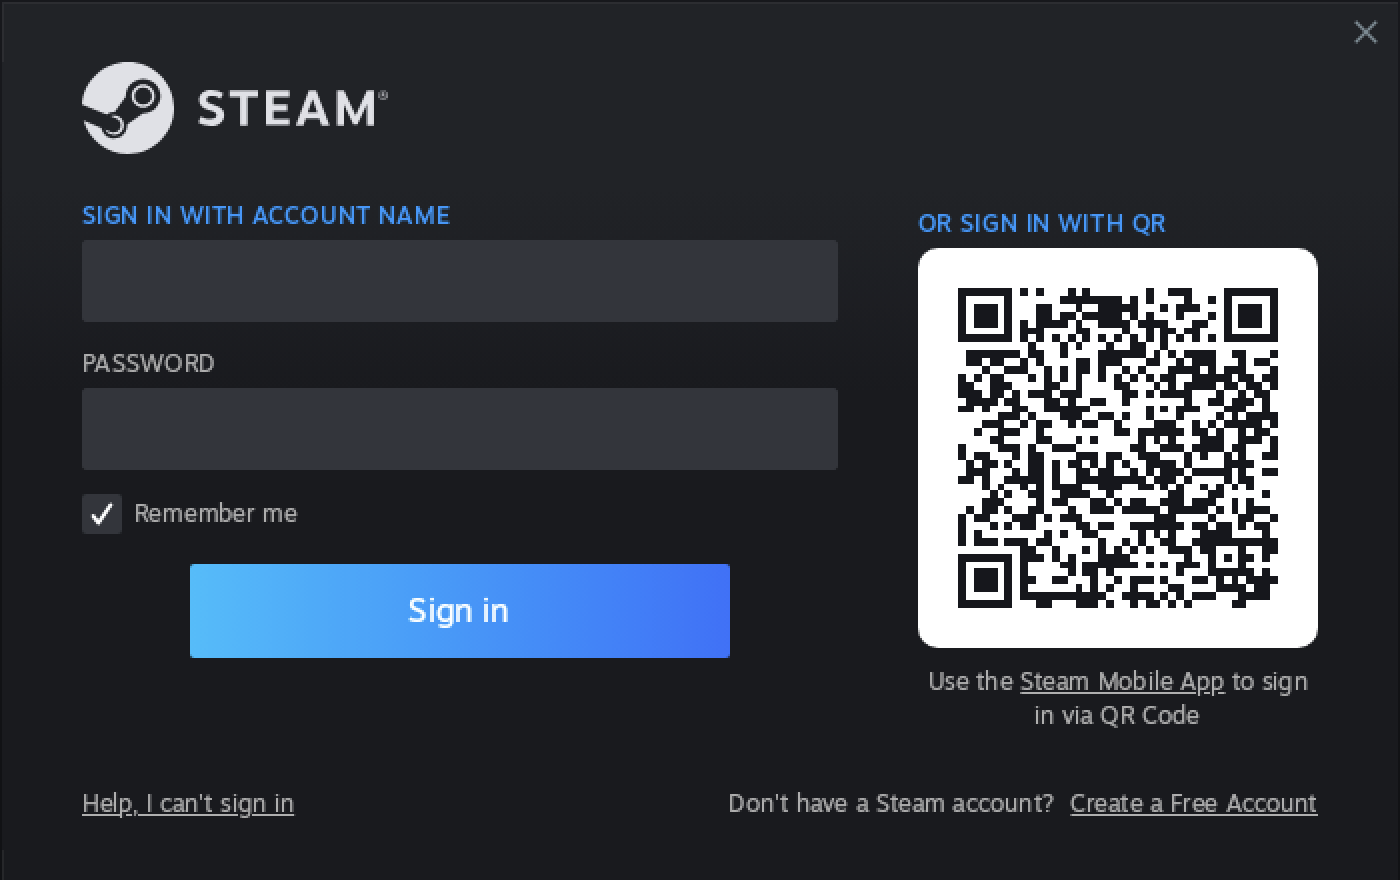 STEAM®
SIGN IN WITH ACCOUNT NAME
PASSWORD
Remember me
Sign in
OR SIGN IN WITH QR
Use the Steam Mobile App to sign
in via QR Code
Help, I can't sign in
Don't have a Steam account? Create a Free Account